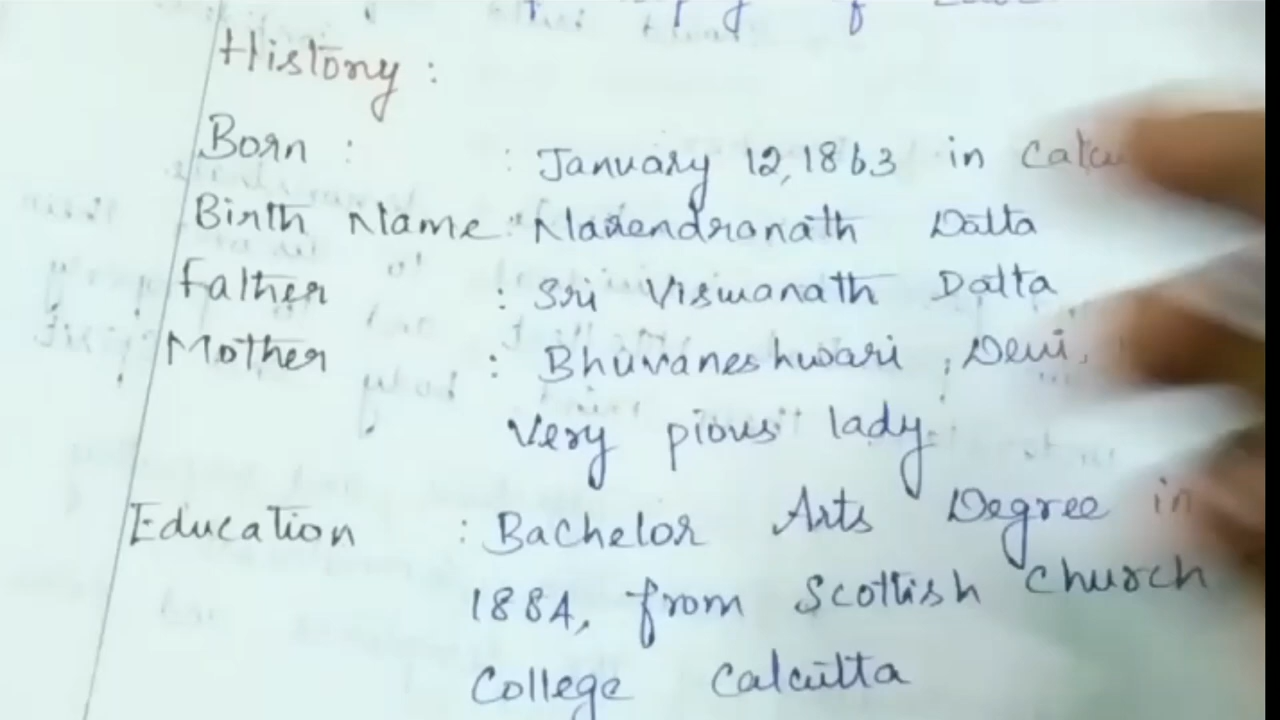 History :
Born : : January 12, 1863 in
Birth Name : Narendranath Datta
Father : Sri Viswanath Datta
Mother : Bhuvaneshwari, Devi,
Very pious lady
Education : Bachelor Arts Degree in
1884, from Scottish Church
College Calcutta